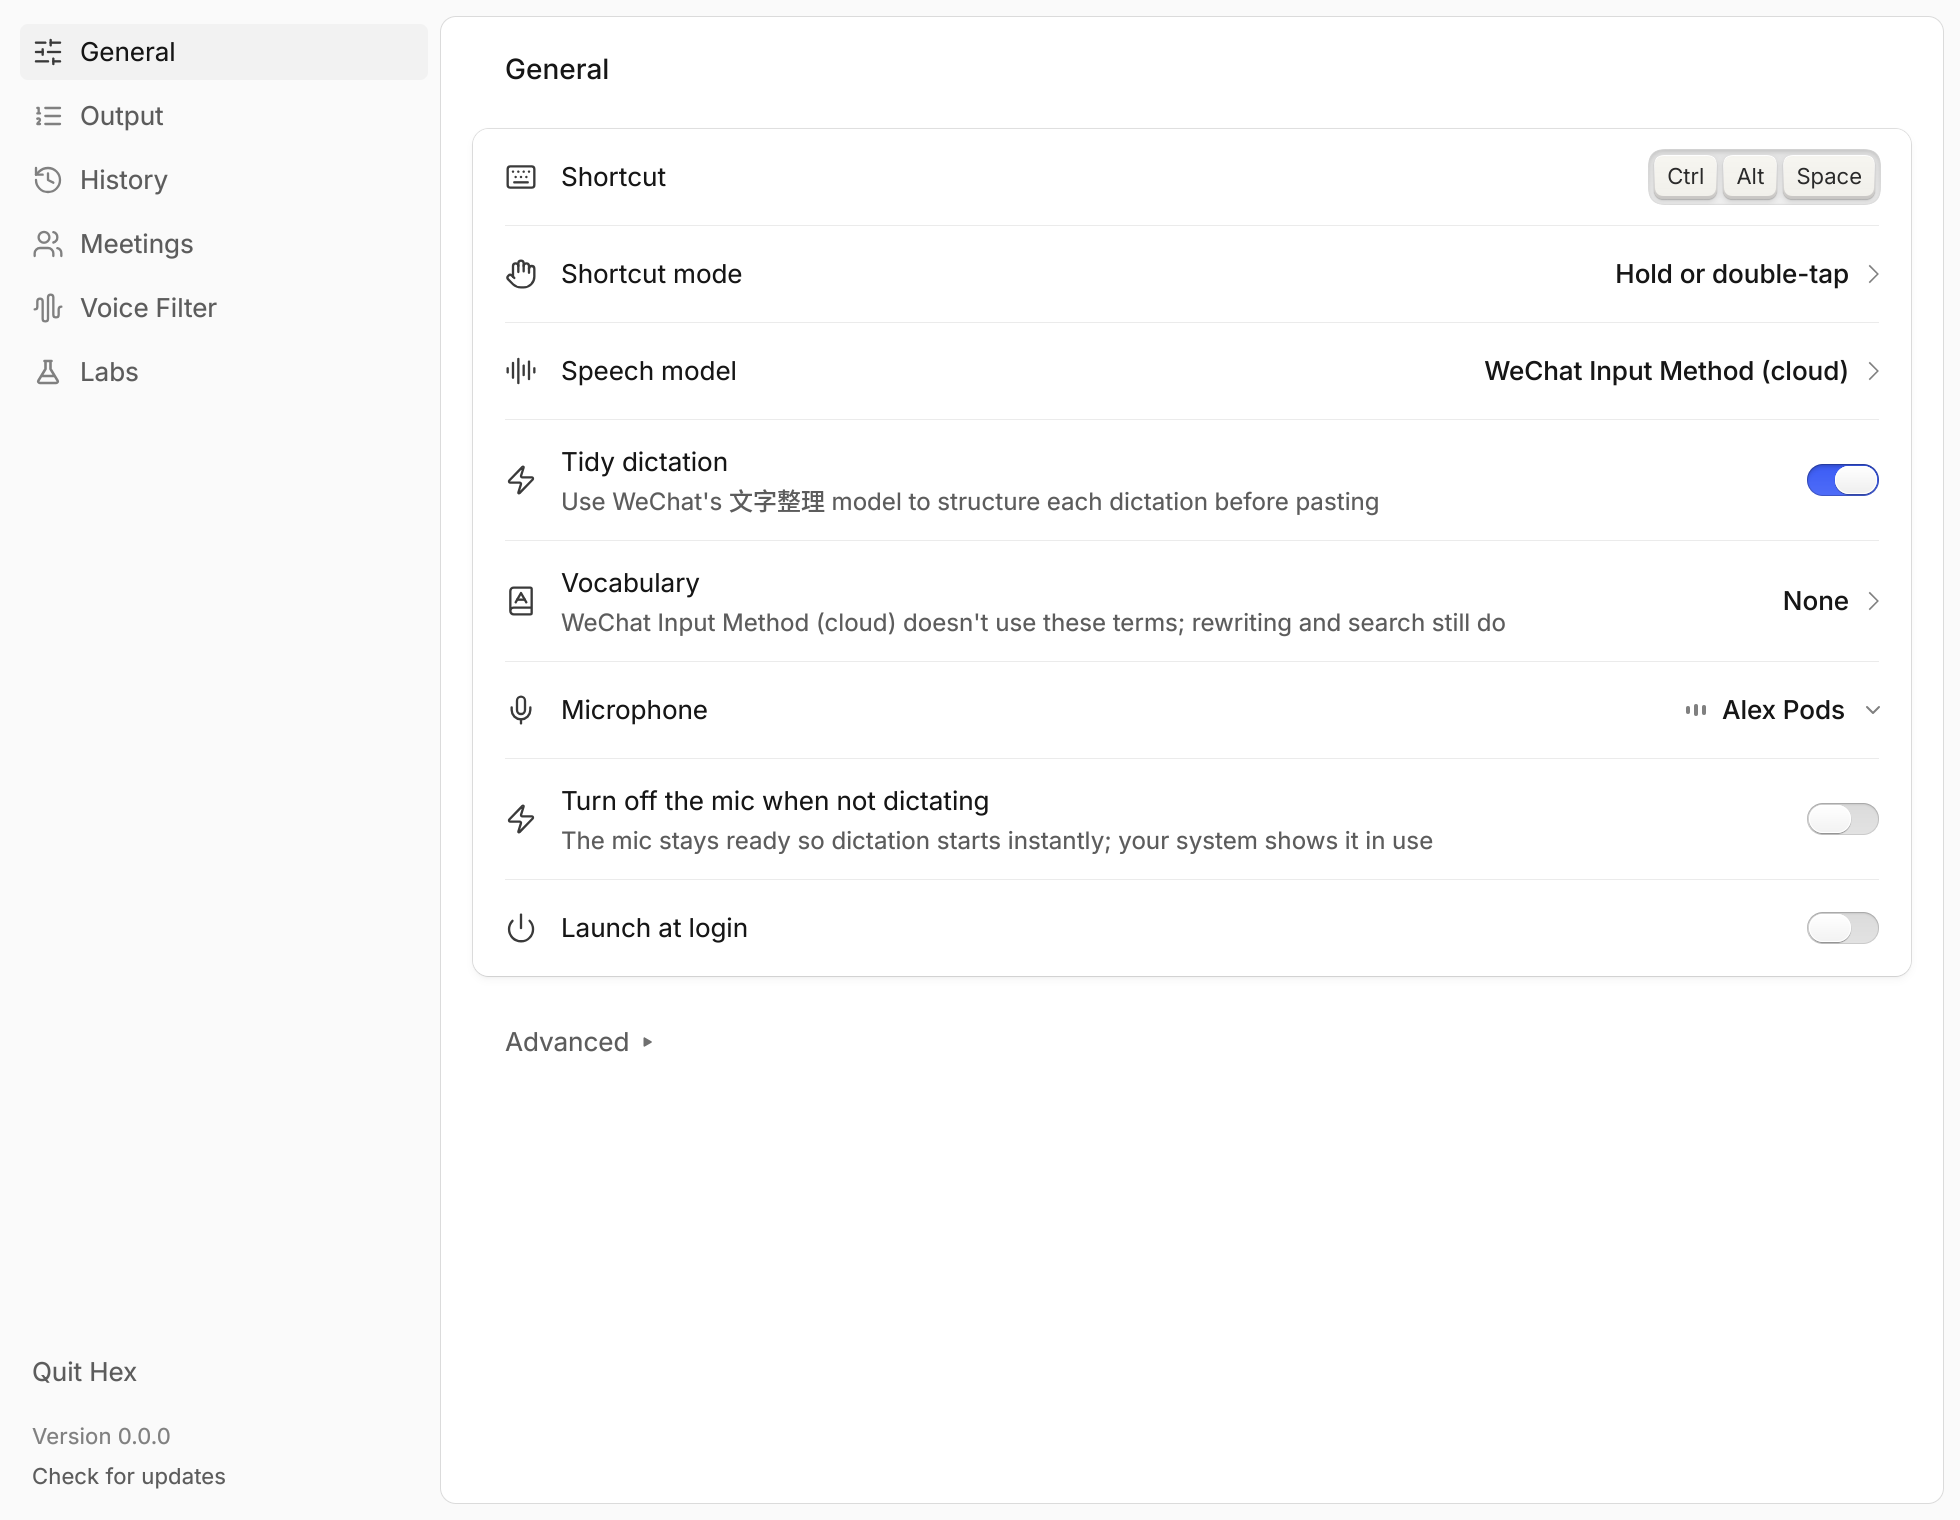 General
Output
History
Meetings
Voice Filter
Labs
Quit Hex
Version 0.0.0
Check for updates
General
Shortcut
Ctrl Alt Space
Shortcut mode
Hold or double-tap
Speech model
WeChat Input Method (cloud)
Tidy dictation
Use WeChat's 文字整理 model to structure each dictation before pasting
Vocabulary
WeChat Input Method (cloud) doesn't use these terms; rewriting and search still do
None
Microphone
Alex Pods
Turn off the mic when not dictating
The mic stays ready so dictation starts instantly; your system shows it in use
Launch at login
Advanced